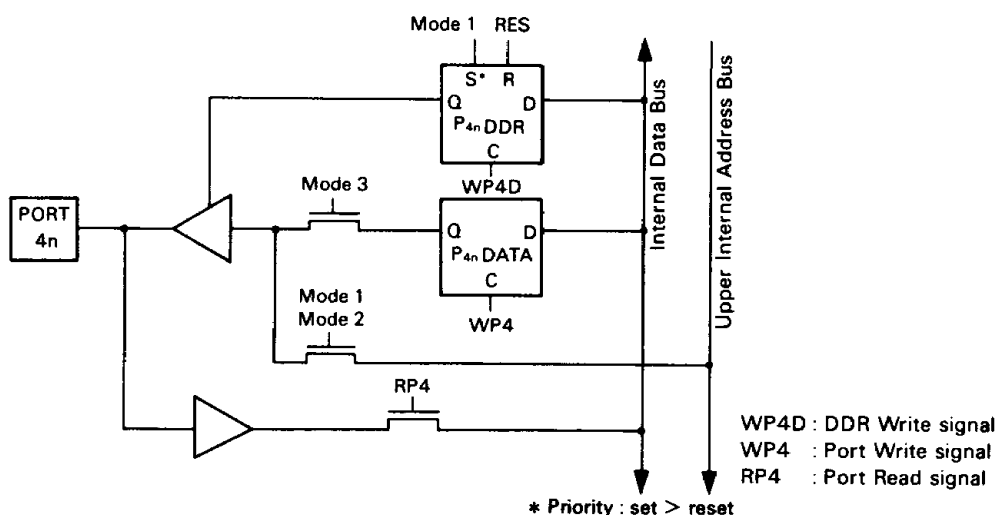 Mode 1 RES
S* R
Q D
P4n DDR
C
WP4D
Mode 3
PORT
4n
Q D
P4n DATA
C
WP4
Mode 1
Mode 2
RP4
Internal Data Bus
Upper Internal Address Bus
WP4D : DDR Write signal
WP4 : Port Write signal
RP4 : Port Read signal
* Priority : set > reset